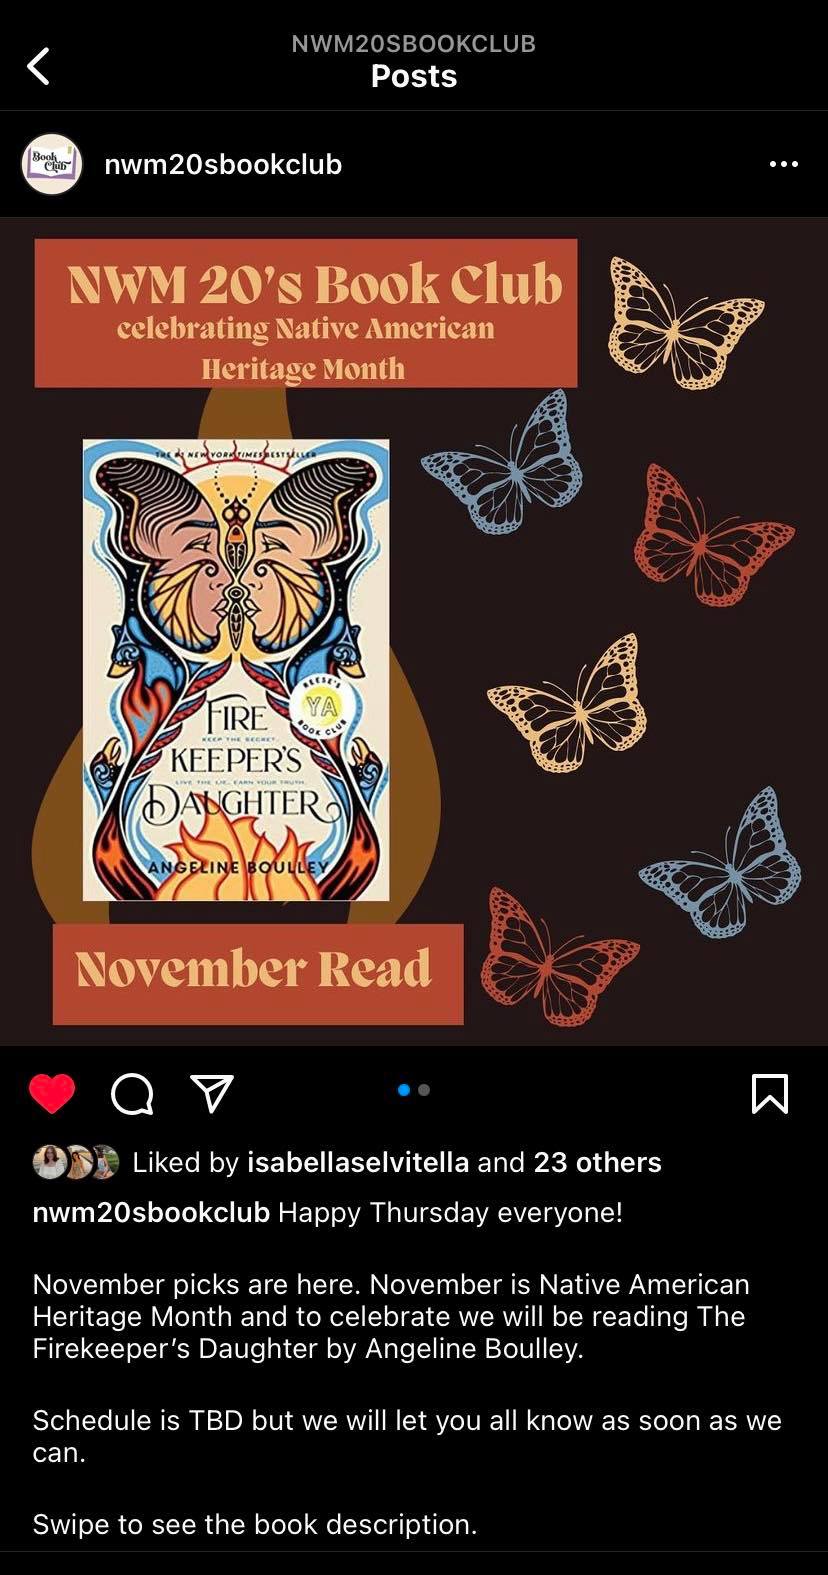 NWM20SBOOKCLUB
Posts
Book
Club
nwm20sbookclub
NWM 20's Book Club
celebrating Native American
Heritage Month
THE #1 NEW YORK TIMES BESTSELLER
REESE'S
YA
BOOK CLUB
FIRE
KEEP THE SECRET.
KEEPER'S
LIVE THE LIE. EARN YOUR TRUTH.
DAUGHTER
ANGELINE BOULLEY
November Read
Liked by isabellaselvitella and 23 others
nwm20sbookclub Happy Thursday everyone!
November picks are here. November is Native American
Heritage Month and to celebrate we will be reading The
Firekeeper’s Daughter by Angeline Boulley.
Schedule is TBD but we will let you all know as soon as we
can.
Swipe to see the book description.